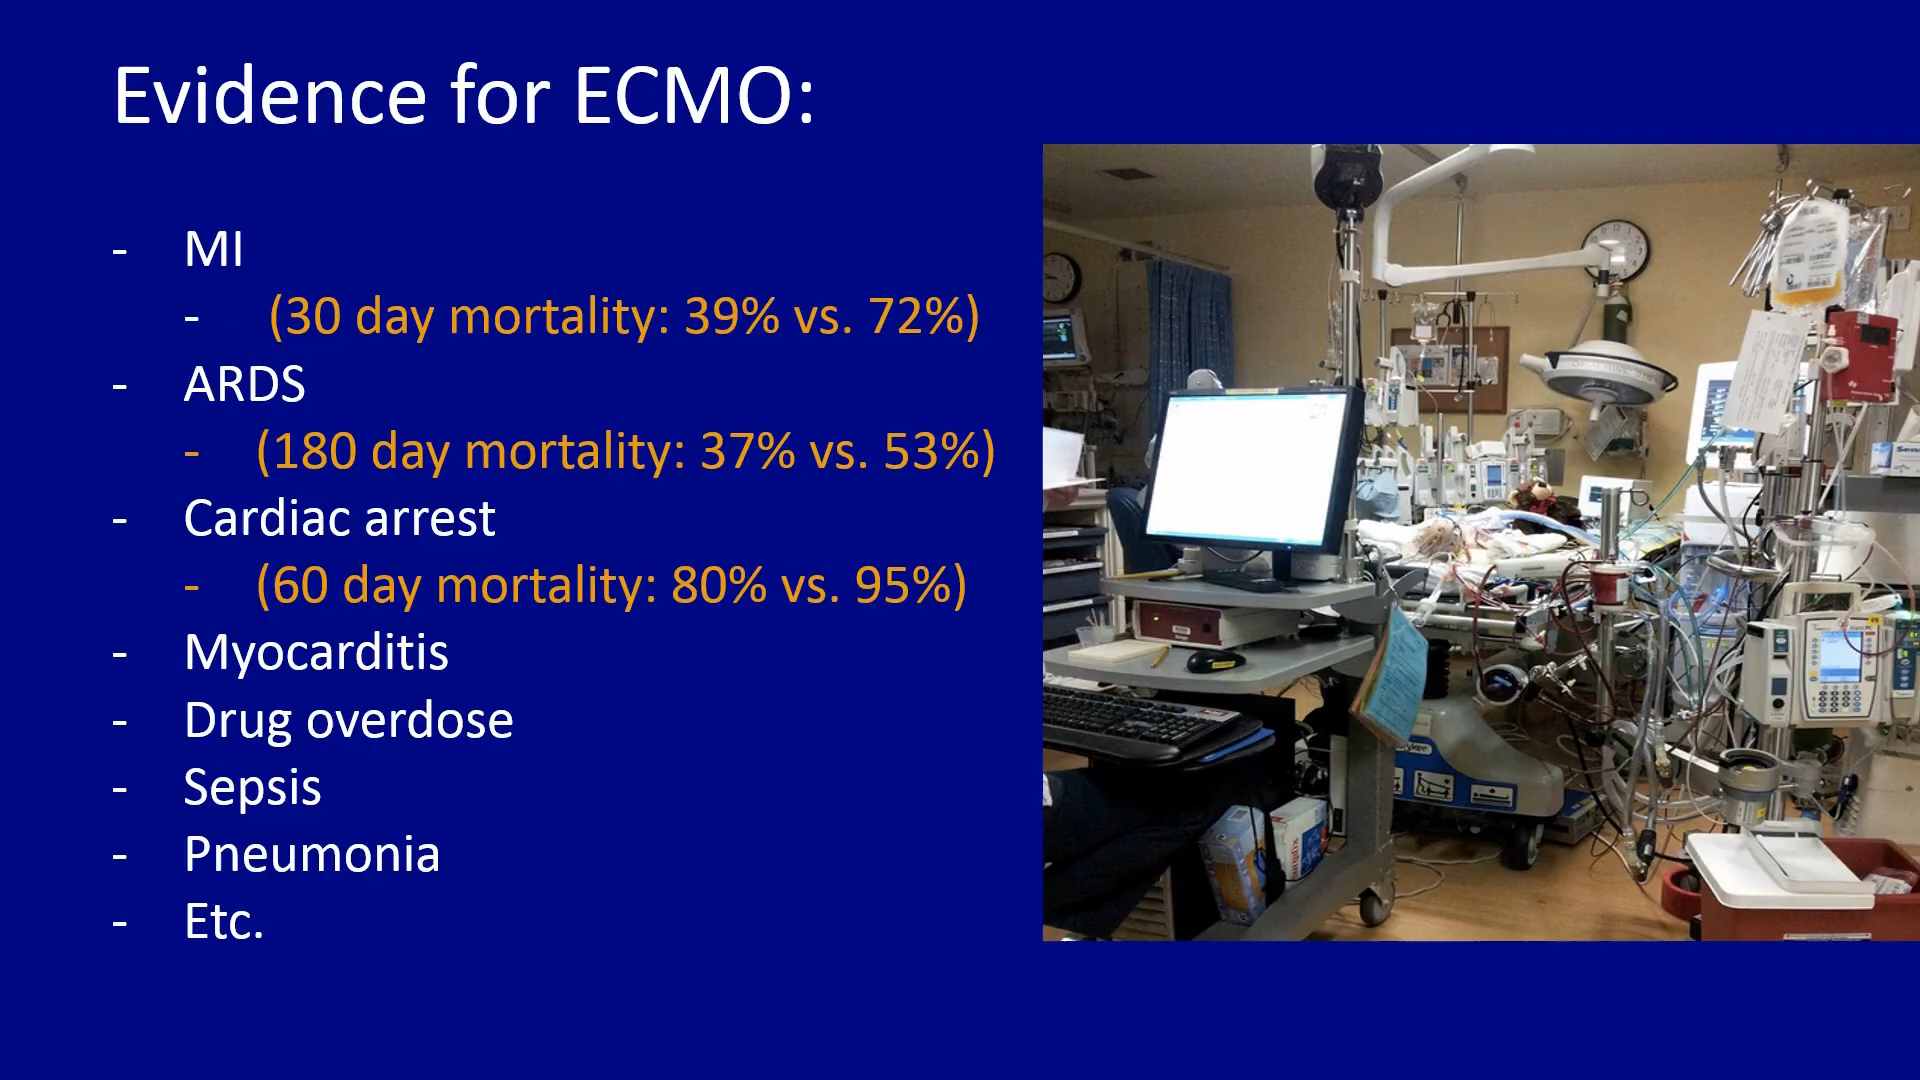 Evidence for ECMO:
- MI
- (30 day mortality: 39% vs. 72%)
- ARDS
- (180 day mortality: 37% vs. 53%)
- Cardiac arrest
- (60 day mortality: 80% vs. 95%)
- Myocarditis
- Drug overdose
- Sepsis
- Pneumonia
- Etc.